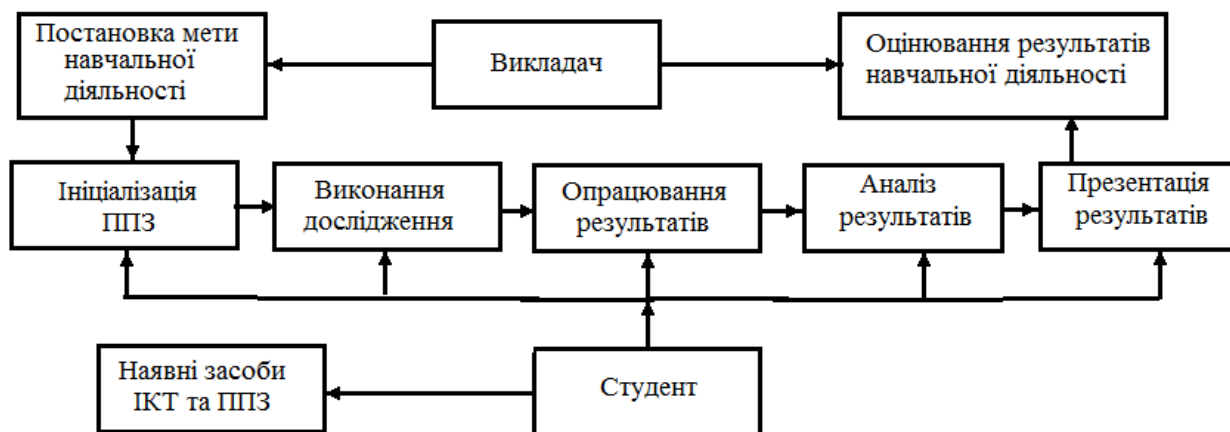 Постановка мети
навчальної
діяльності
Викладач
Оцінювання результатів
навчальної діяльності
Ініціалізація
ППЗ
Виконання
дослідження
Опрацювання
результатів
Аналіз
результатів
Презентація
результатів
Наявні засоби
ІКТ та ППЗ
Студент